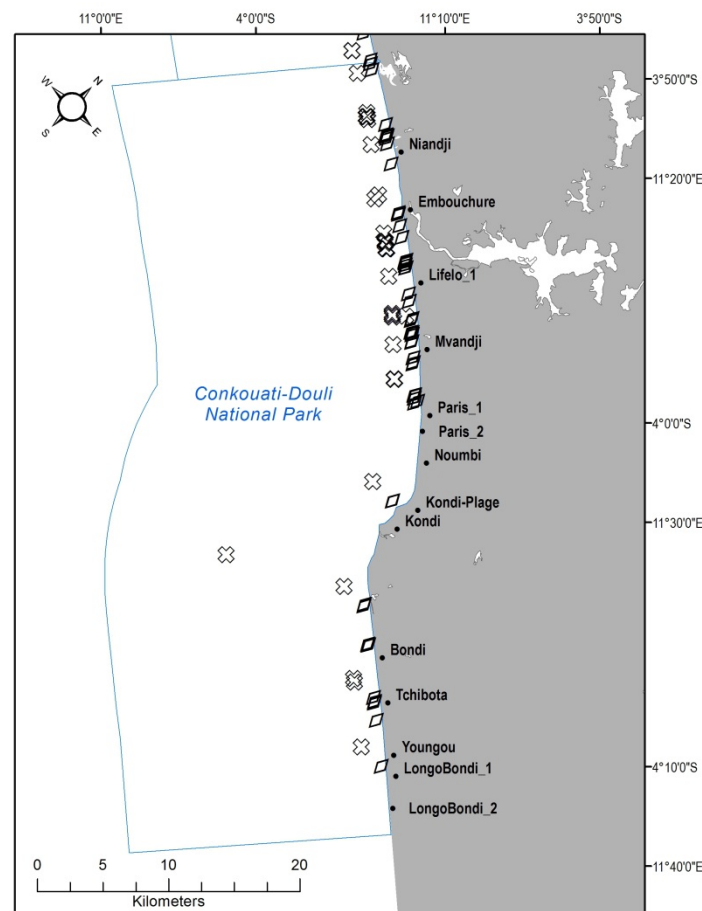 11°0'0"E
4°0'0"S
11°10'0"E
3°50'0"S
W
N
S
E
3°50'0"S
Niandji
11°20'0"E
Embouchure
Lifelo_1
Mvandji
Conkouati-Douli
National Park
Paris_1
4°0'0"S
Paris_2
Noumbi
Kondi-Plage
11°30'0"E
Kondi
Bondi
Tchibota
Youngou
4°10'0"S
LongoBondi_1
LongoBondi_2
0 5 10 20
11°40'0"E
Kilometers